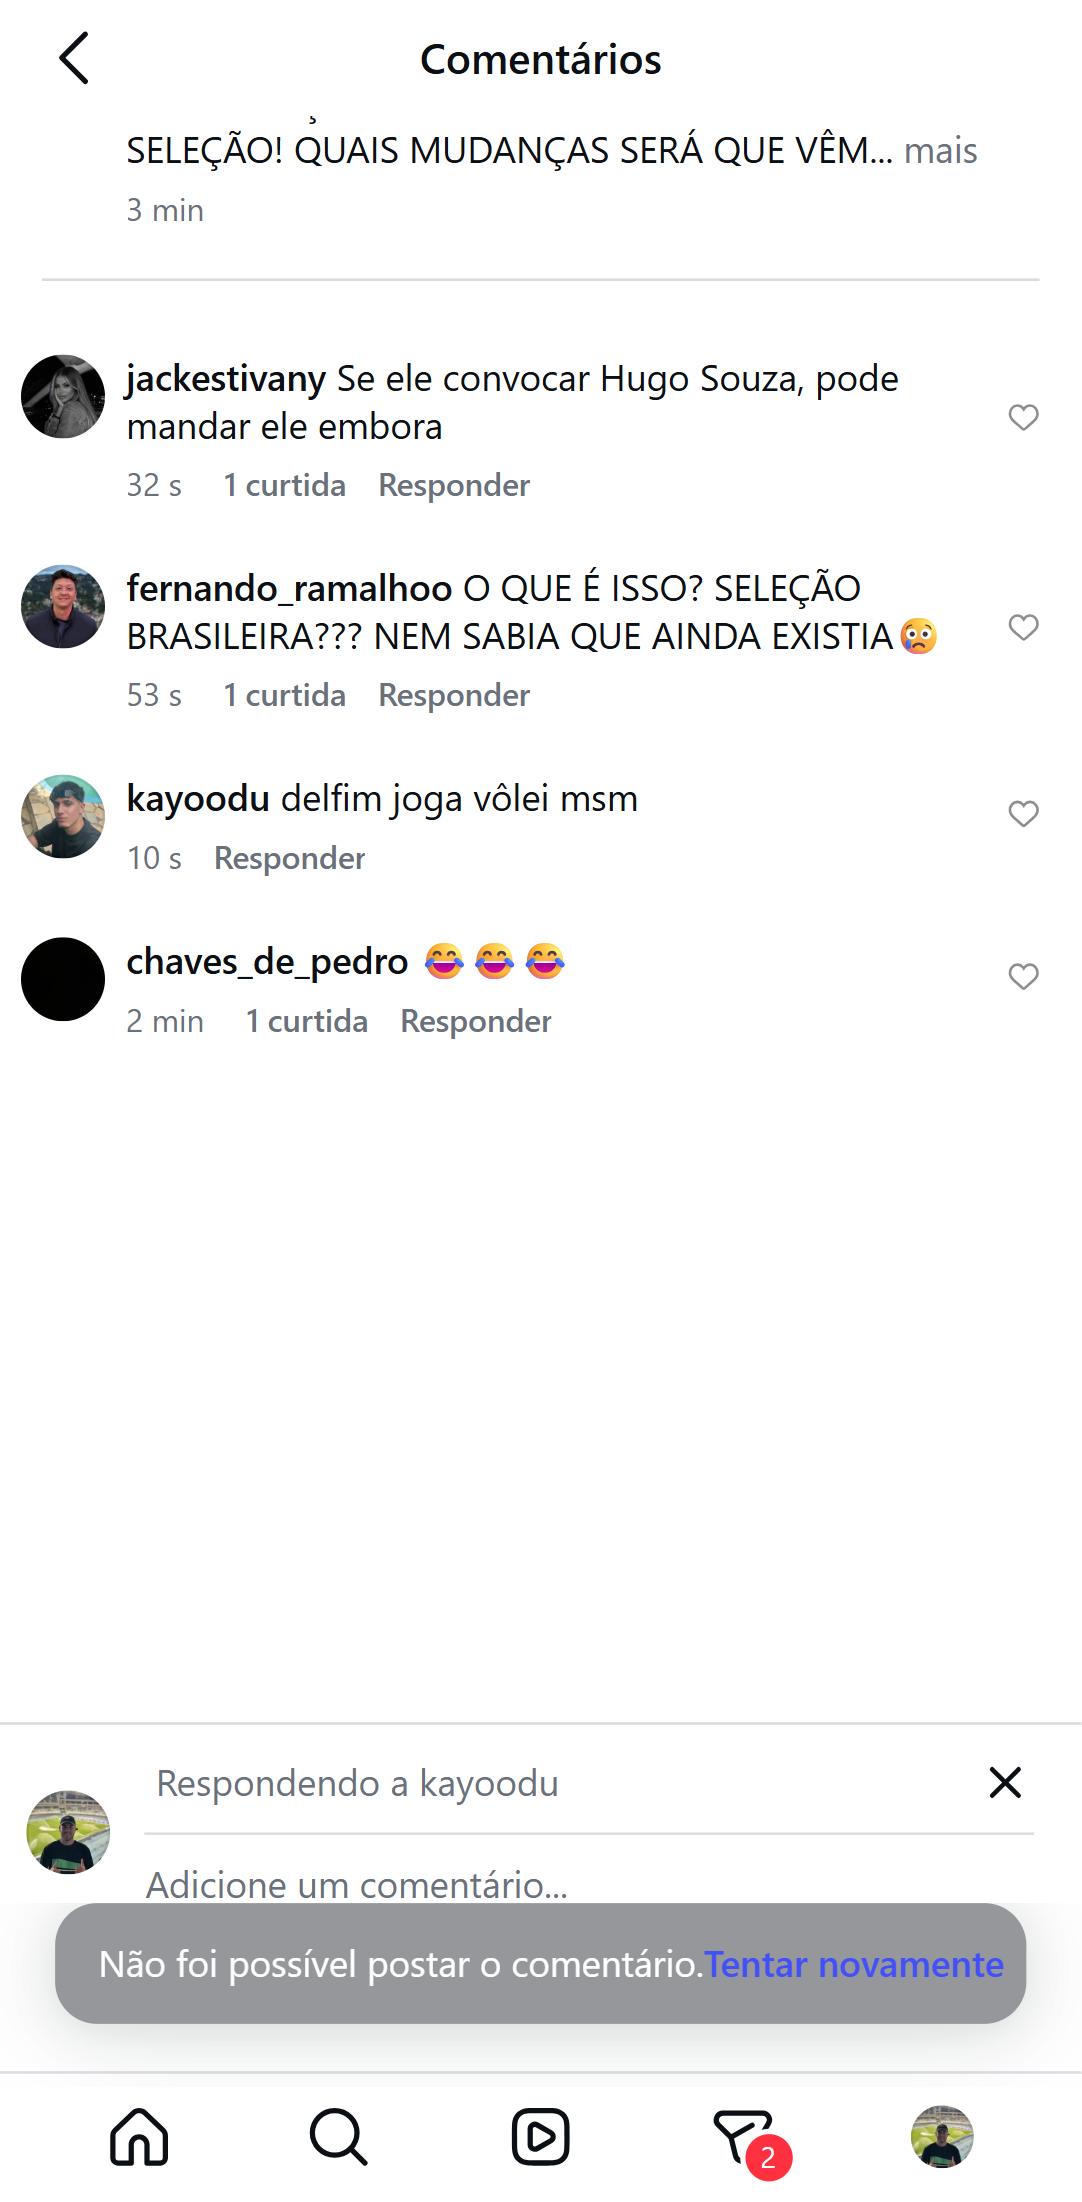 Comentários
SELEÇÃO! QUAIS MUDANÇAS SERÁ QUE VÊM... mais
3 min
jackestivany Se ele convocar Hugo Souza, pode
mandar ele embora
32 s 1 curtida Responder
fernando_ramalhoo O QUE É ISSO? SELEÇÃO
BRASILEIRA??? NEM SABIA QUE AINDA EXISTIA😢
53 s 1 curtida Responder
kayoodu delfim joga vôlei msm
10 s Responder
chaves_de_pedro 😂😂😂
2 min 1 curtida Responder
Respondendo a kayoodu
Adicione um comentário...
Não foi possível postar o comentário.Tentar novamente
2